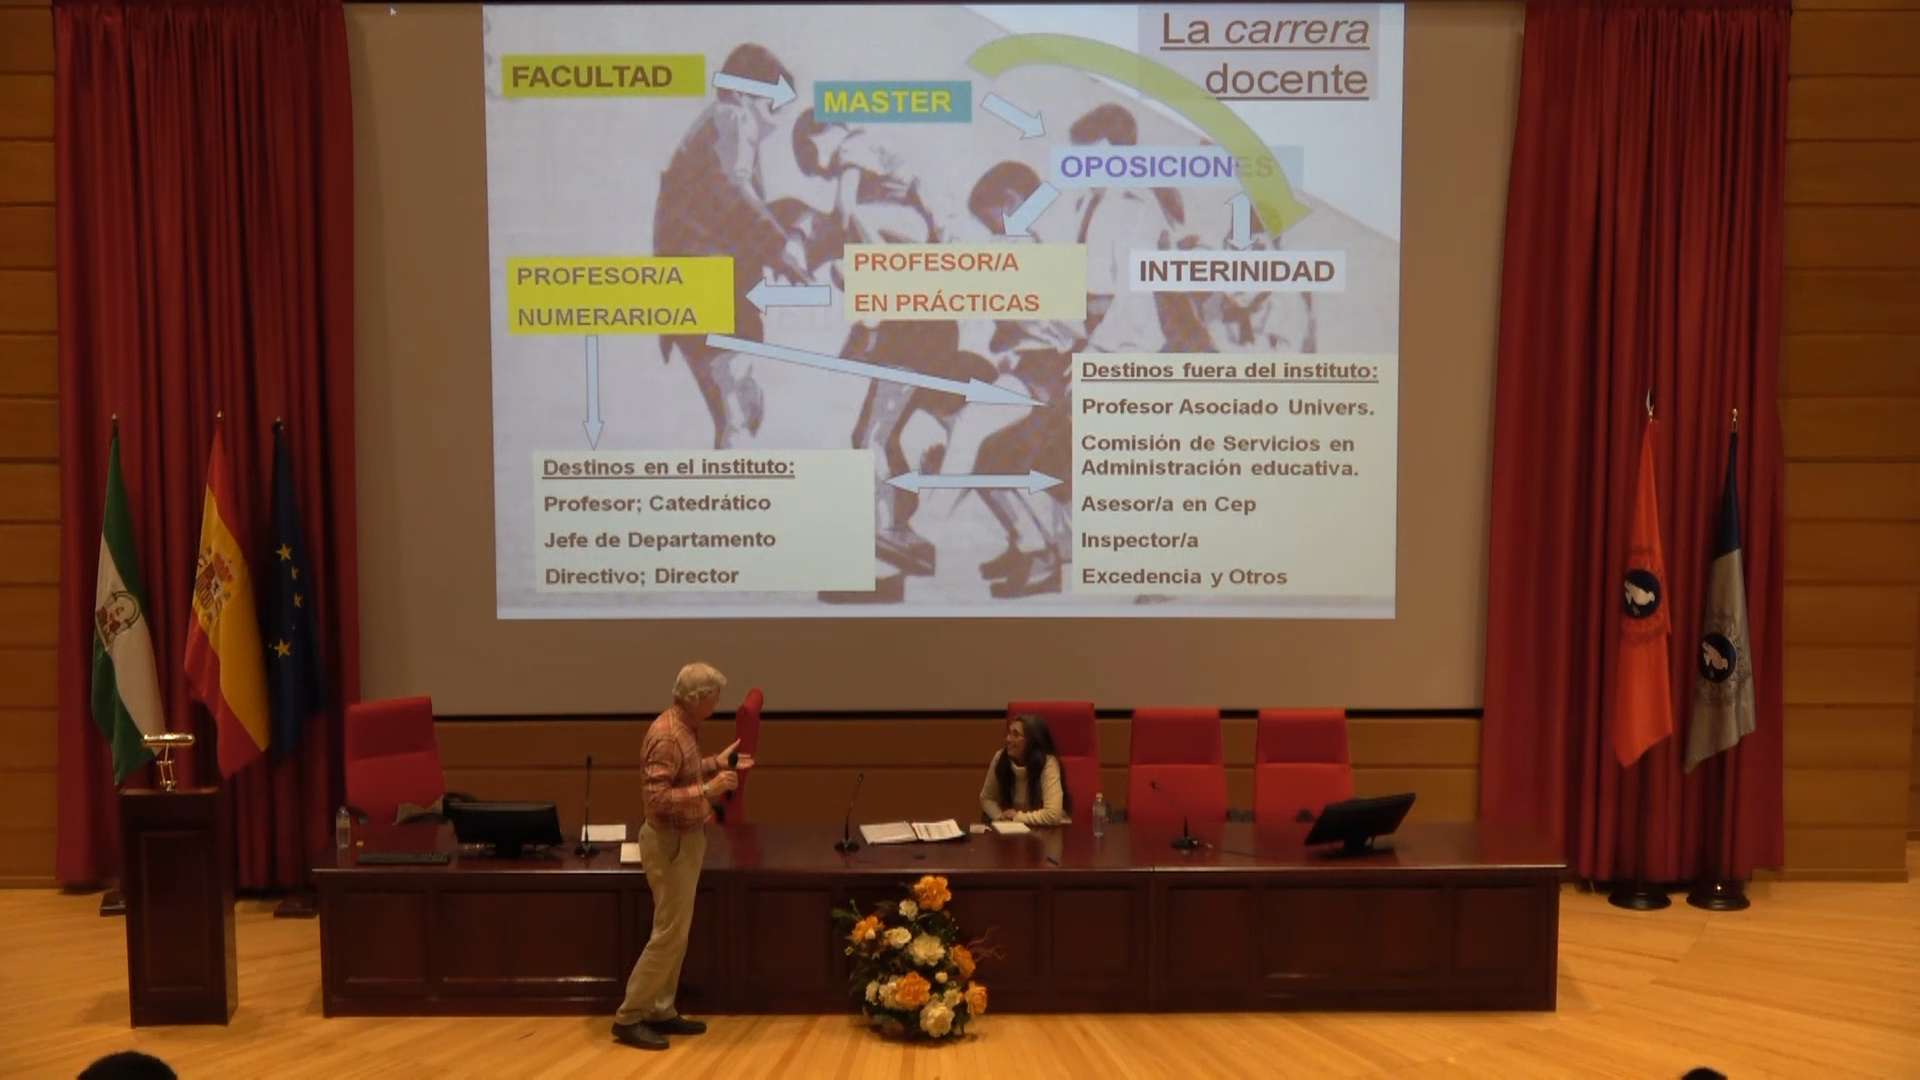 La carrera
docente
FACULTAD
MASTER
OPOSICIONES
PROFESOR/A
NUMERARIO/A
PROFESOR/A
EN PRÁCTICAS
INTERINIDAD
Destinos en el instituto:
Profesor; Catedrático
Jefe de Departamento
Directivo; Director
Destinos fuera del instituto:
Profesor Asociado Univers.
Comisión de Servicios en
Administración educativa.
Asesor/a en Cep
Inspector/a
Excedencia y Otros